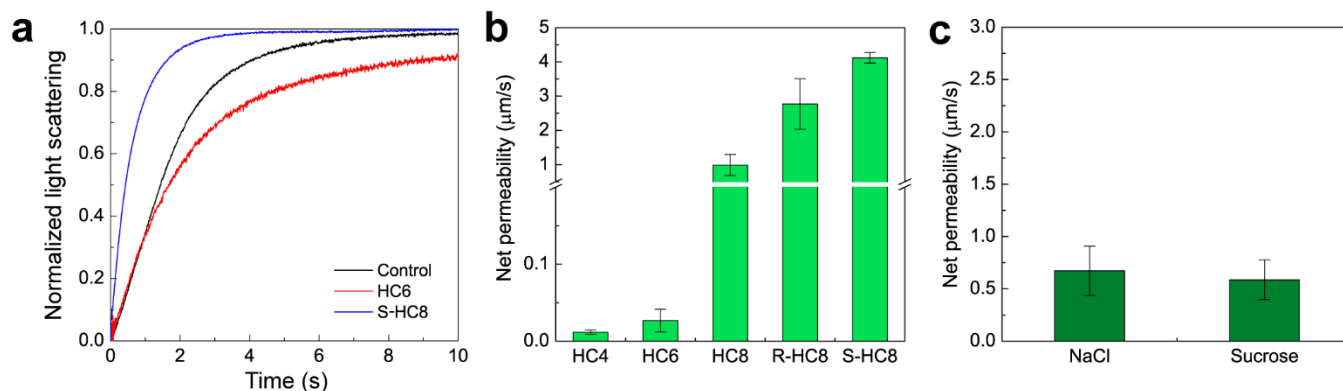 a
Normalized light scattering
1.0
0.8
0.6
0.4
0.2
0.0
Control
HC6
S-HC8
0 2 4 6 8 10
Time (s)
b
Net permeability (μm/s)
5
4
3
2
1
0.1
0.0
HC4 HC6 HC8 R-HC8 S-HC8
c
Net permeability (μm/s)
3.0
2.5
2.0
1.5
1.0
0.5
0.0
NaCl Sucrose